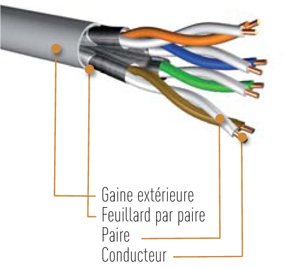 Gaine extérieure
Feuillard par paire
Paire
Conducteur